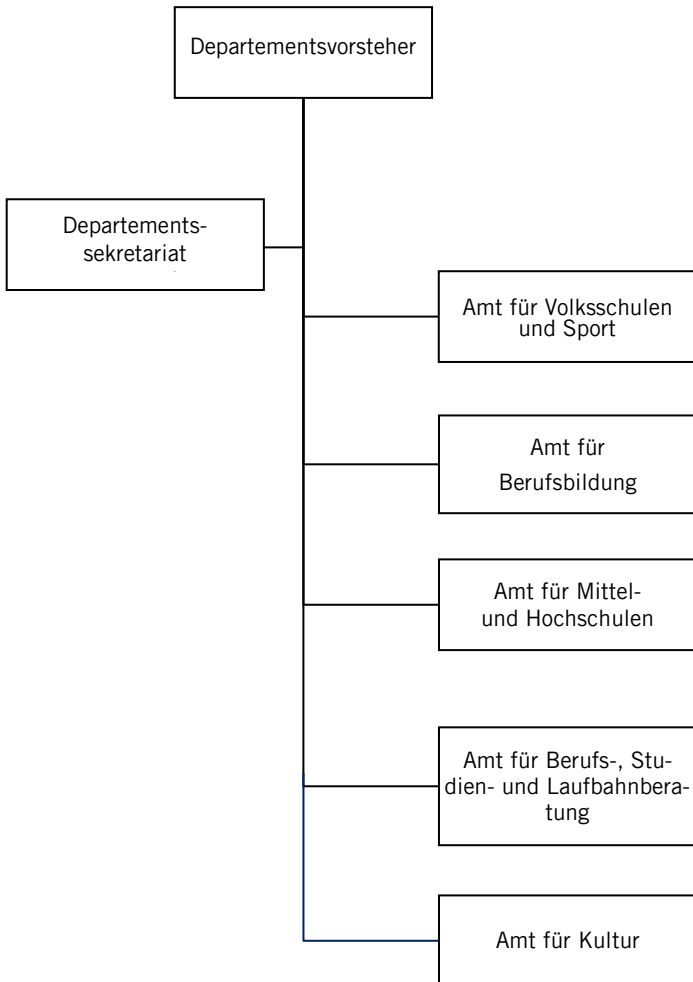 Departementsvorsteher
Departements-
sekretariat
Amt für Volksschulen
und Sport
Amt für
Berufsbildung
Amt für Mittel-
und Hochschulen
Amt für Berufs-, Stu-
dien- und Laufbahnbera-
tung
Amt für Kultur